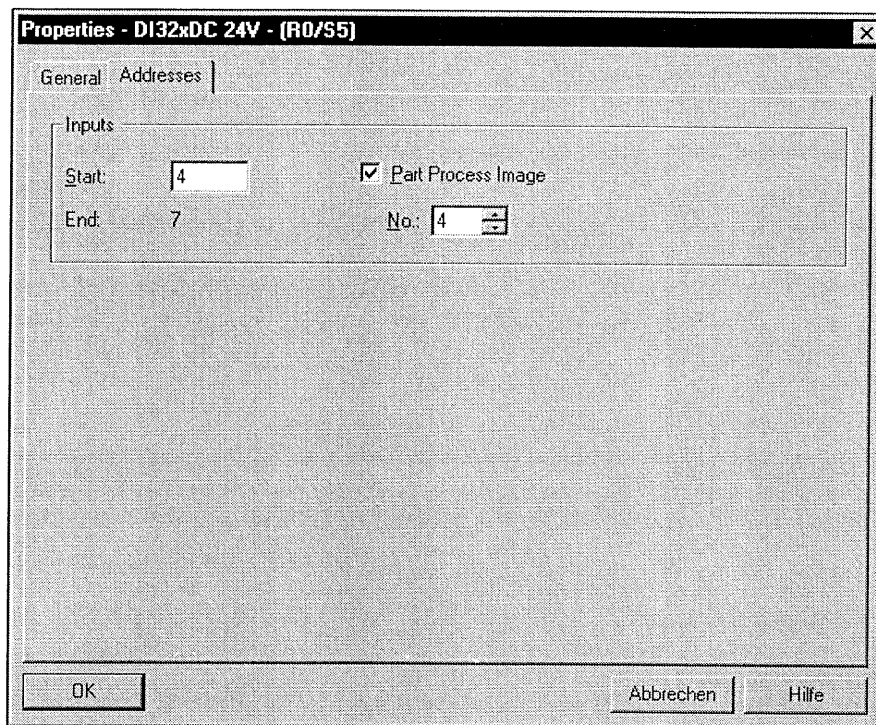 Properties - DI32xDC 24V - (R0/S5)
General Addresses
Inputs
Start: 4 Part Process Image
End: 7 No.: 4
OK Abbrechen Hilfe